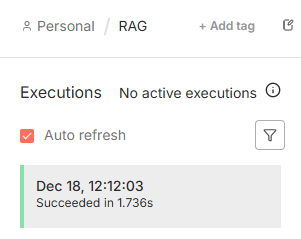 Personal / RAG + Add tag
Executions No active executions
Auto refresh
Dec 18, 12:12:03
Succeeded in 1.736s